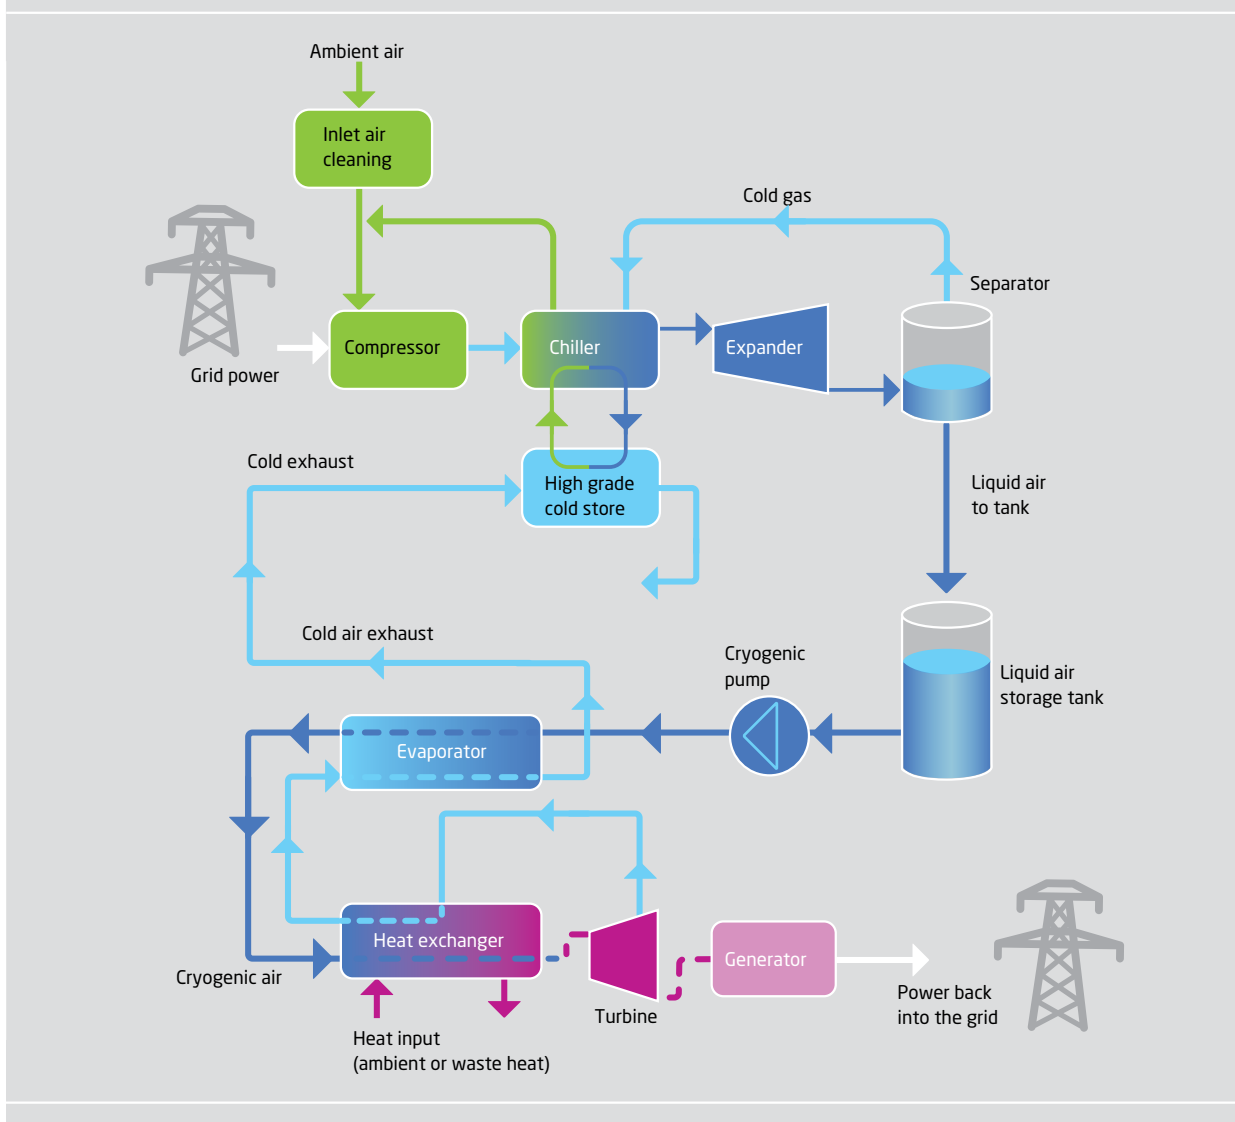 Ambient air
Inlet air
cleaning
Cold gas
Separator
Grid power
Compressor
Chiller
Expander
Cold exhaust
High grade
cold store
Liquid air
to tank
Cold air exhaust
Cryogenic
pump
Liquid air
storage tank
Evaporator
Heat exchanger
Cryogenic air
Turbine
Generator
Power back
into the grid
Heat input
(ambient or waste heat)